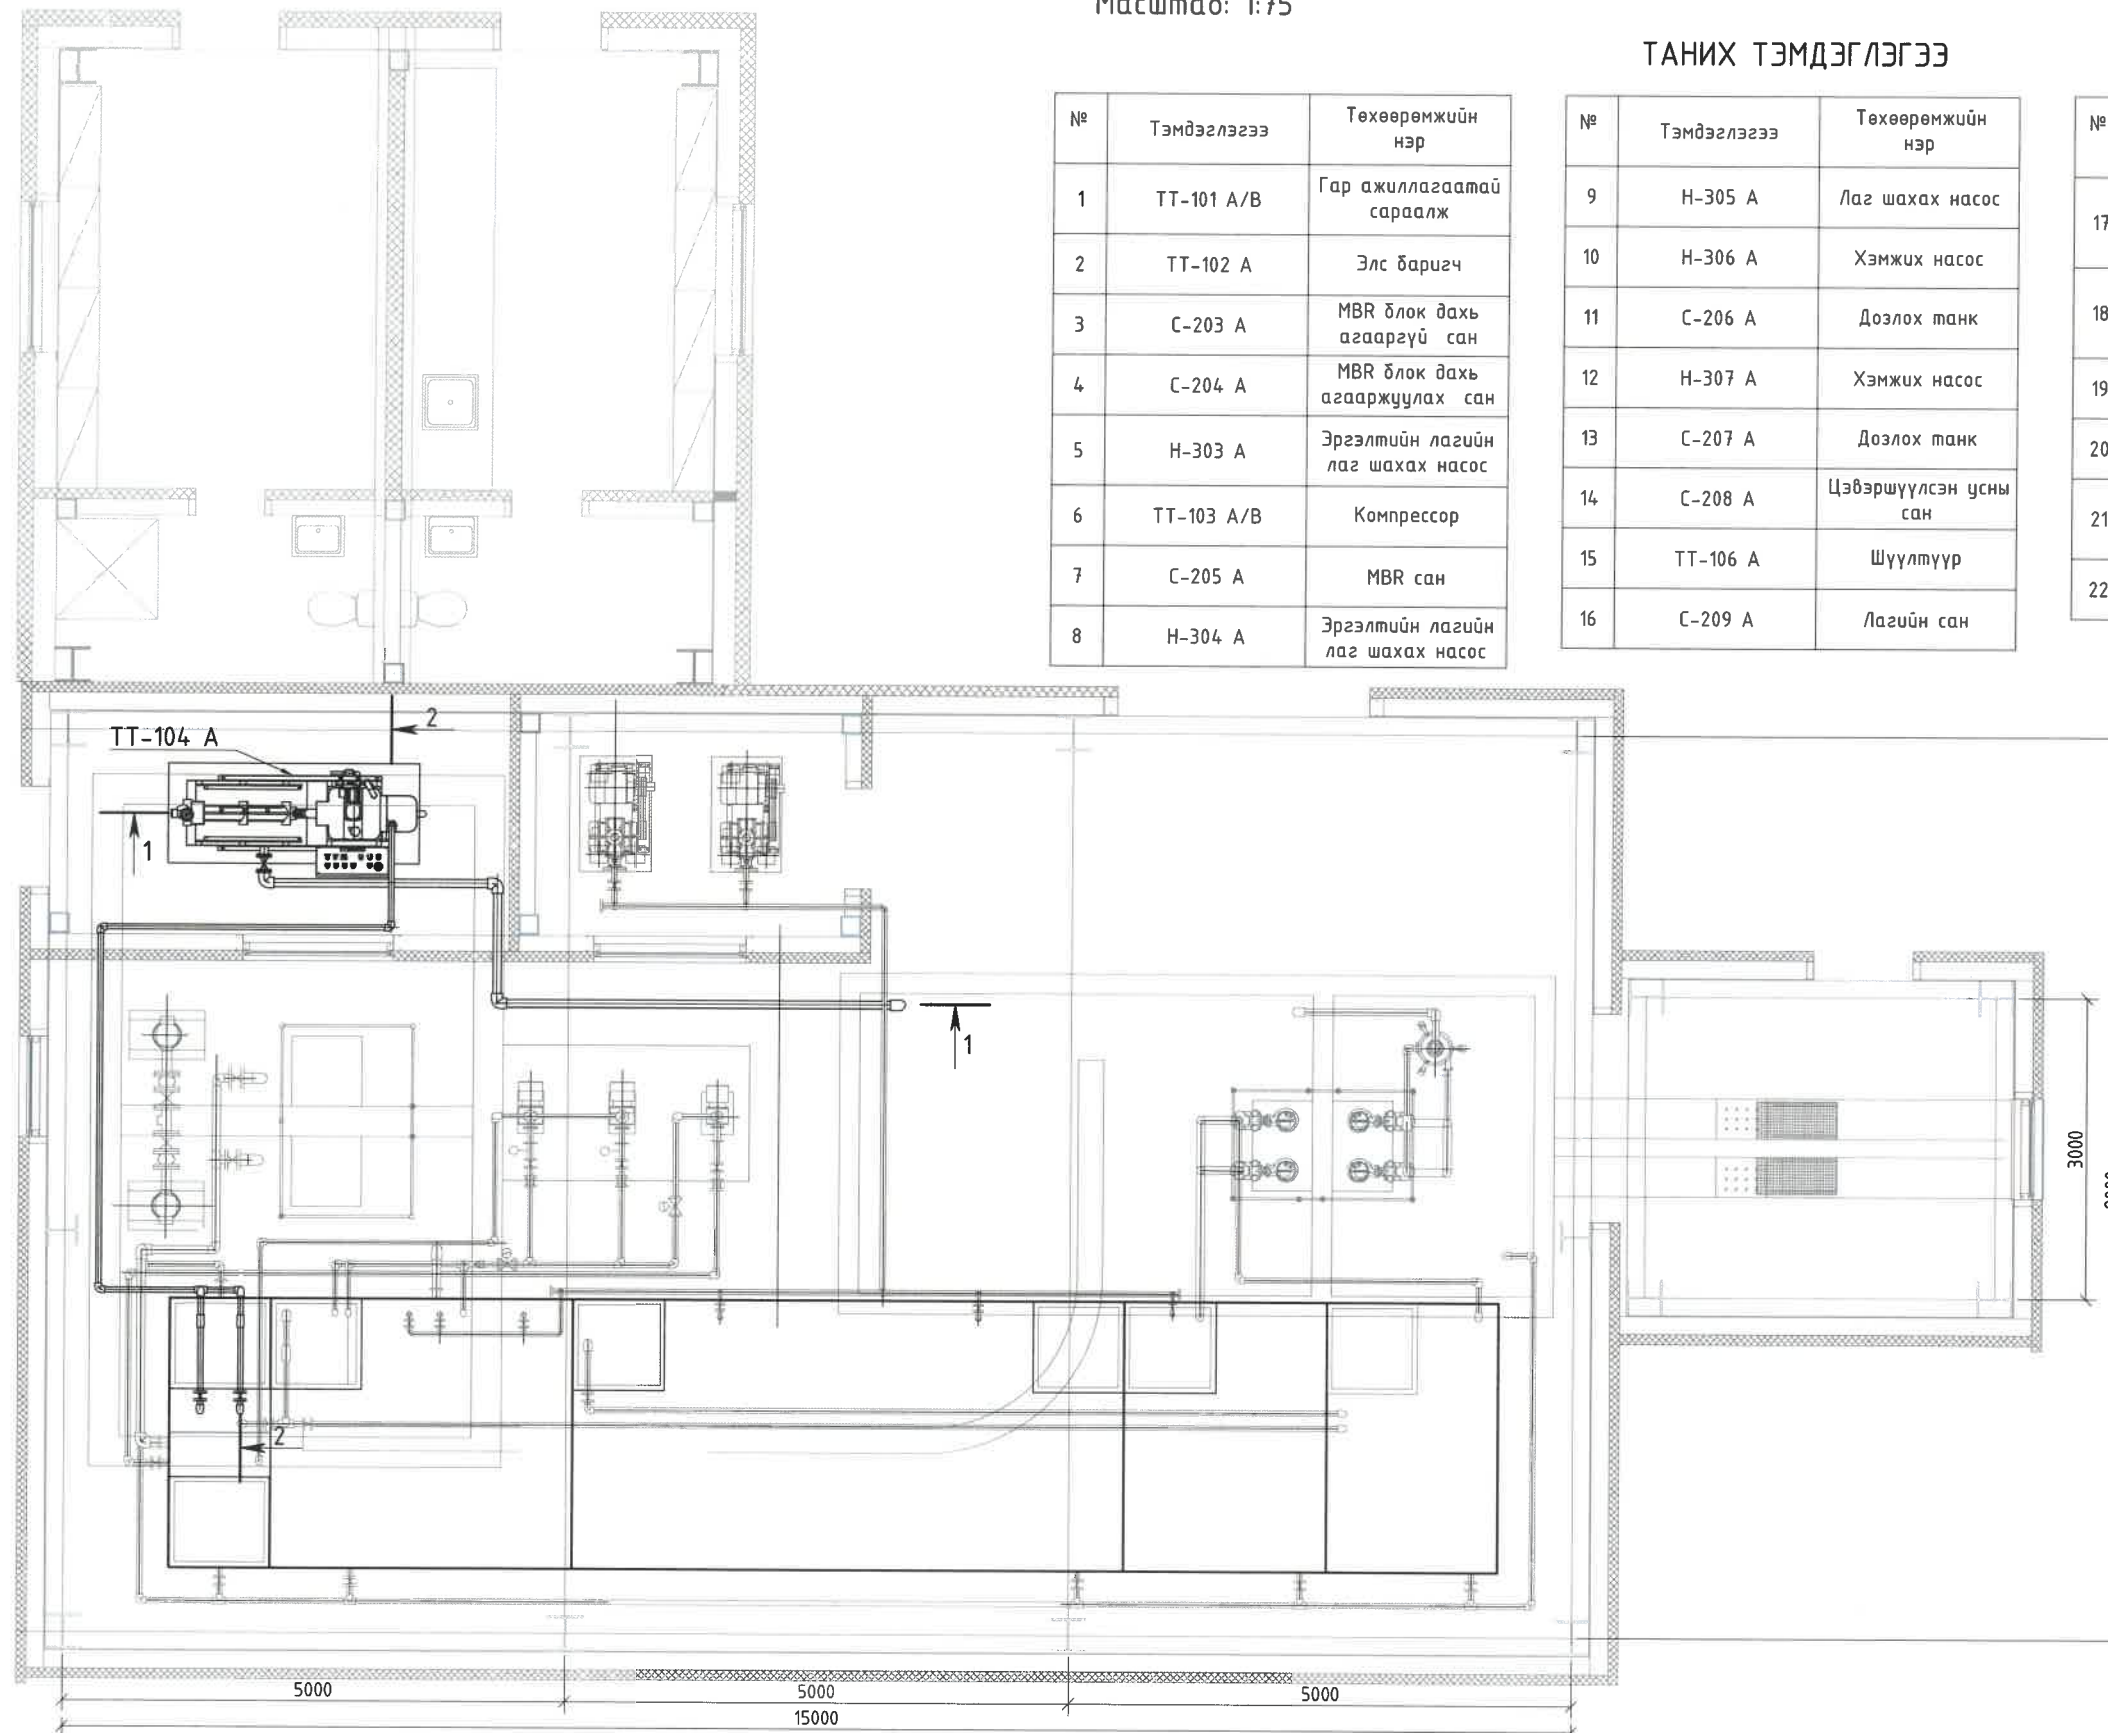 Масштаб: 1:75
ТАНИХ ТЭМДЭГЛЭГЭЭ
№ Тэмдэглэгээ Төхөөрөмжийн
нэр
1 ТТ-101 А/В Гар ажиллагаатай
сараалж
2 ТТ-102 А Элс баригч
3 С-203 А MBR блок дахь
агааргүй сан
4 С-204 А MBR блок дахь
агааржуулах сан
5 Н-303 А Эргэлтийн лагийн
лаг шахах насос
6 ТТ-103 А/В Компрессор
7 С-205 А MBR сан
8 Н-304 А Эргэлтийн лагийн
лаг шахах насос
№ Тэмдэглэгээ Төхөөрөмжийн
нэр
9 Н-305 А Лаг шахах насос
10 Н-306 А Хэмжих насос
11 С-206 А Дозлох танк
12 Н-307 А Хэмжих насос
13 С-207 А Дозлох танк
14 С-208 А Цэвэршүүлсэн усны
сан
15 ТТ-106 А Шүүлтүүр
16 С-209 А Лагийн сан
№
17
18
19
20
21
22
ТТ-104 А
2
1
1
3000
2
5000
5000
5000
15000